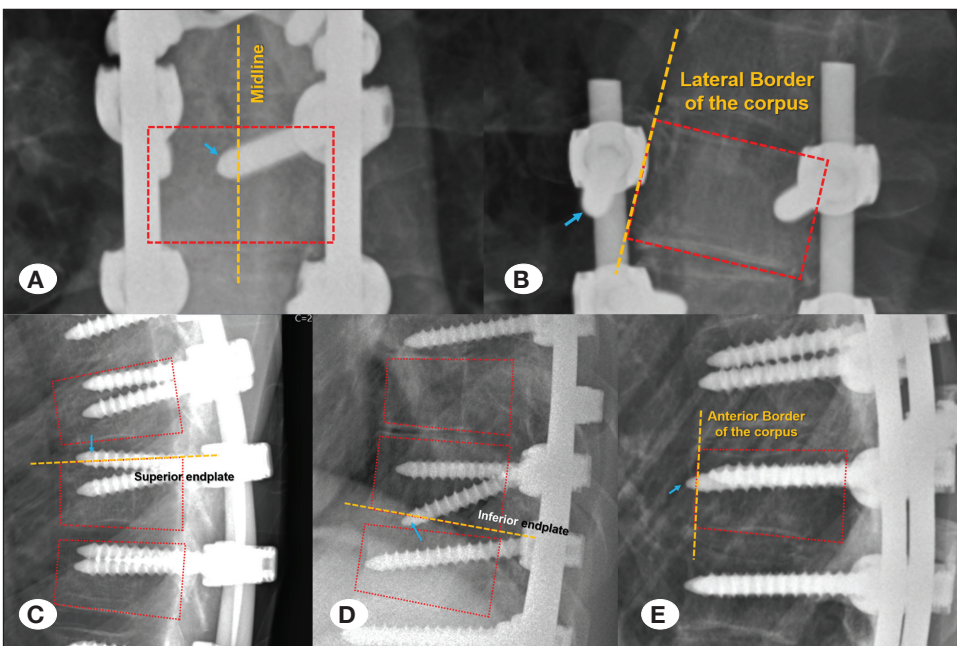 Midline
A
Lateral Border
of the corpus
B
C=2
Superior endplate
C
Inferior endplate
D
Anterior Border
of the corpus
E